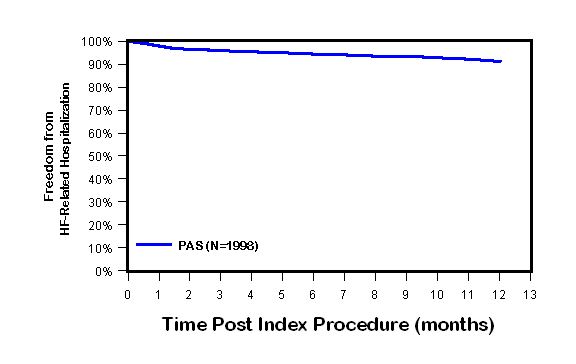 100%
90%
80%
70%
60%
50%
40%
30%
20%
10%
0%
Freedom from
HF-Related Hospitalization
PAS (N=1998)
0 1 2 3 4 5 6 7 8 9 10 11 12 13
Time Post Index Procedure (months)